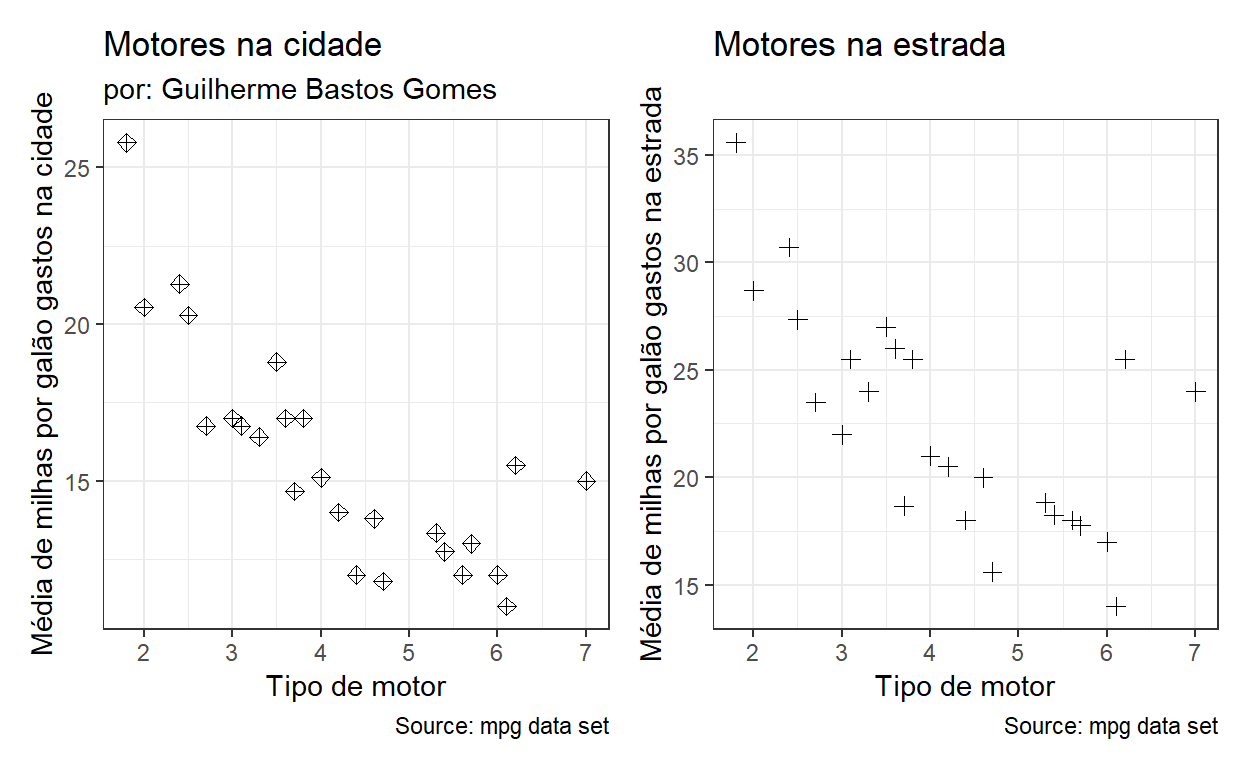 Motores na cidade
por: Guilherme Bastos Gomes
Média de milhas por galão gastos na cidade
25
20
15
2 3 4 5 6 7
Tipo de motor
Source: mpg data set
Motores na estrada
Média de milhas por galão gastos na estrada
35
30
25
20
15
2 3 4 5 6 7
Tipo de motor
Source: mpg data set